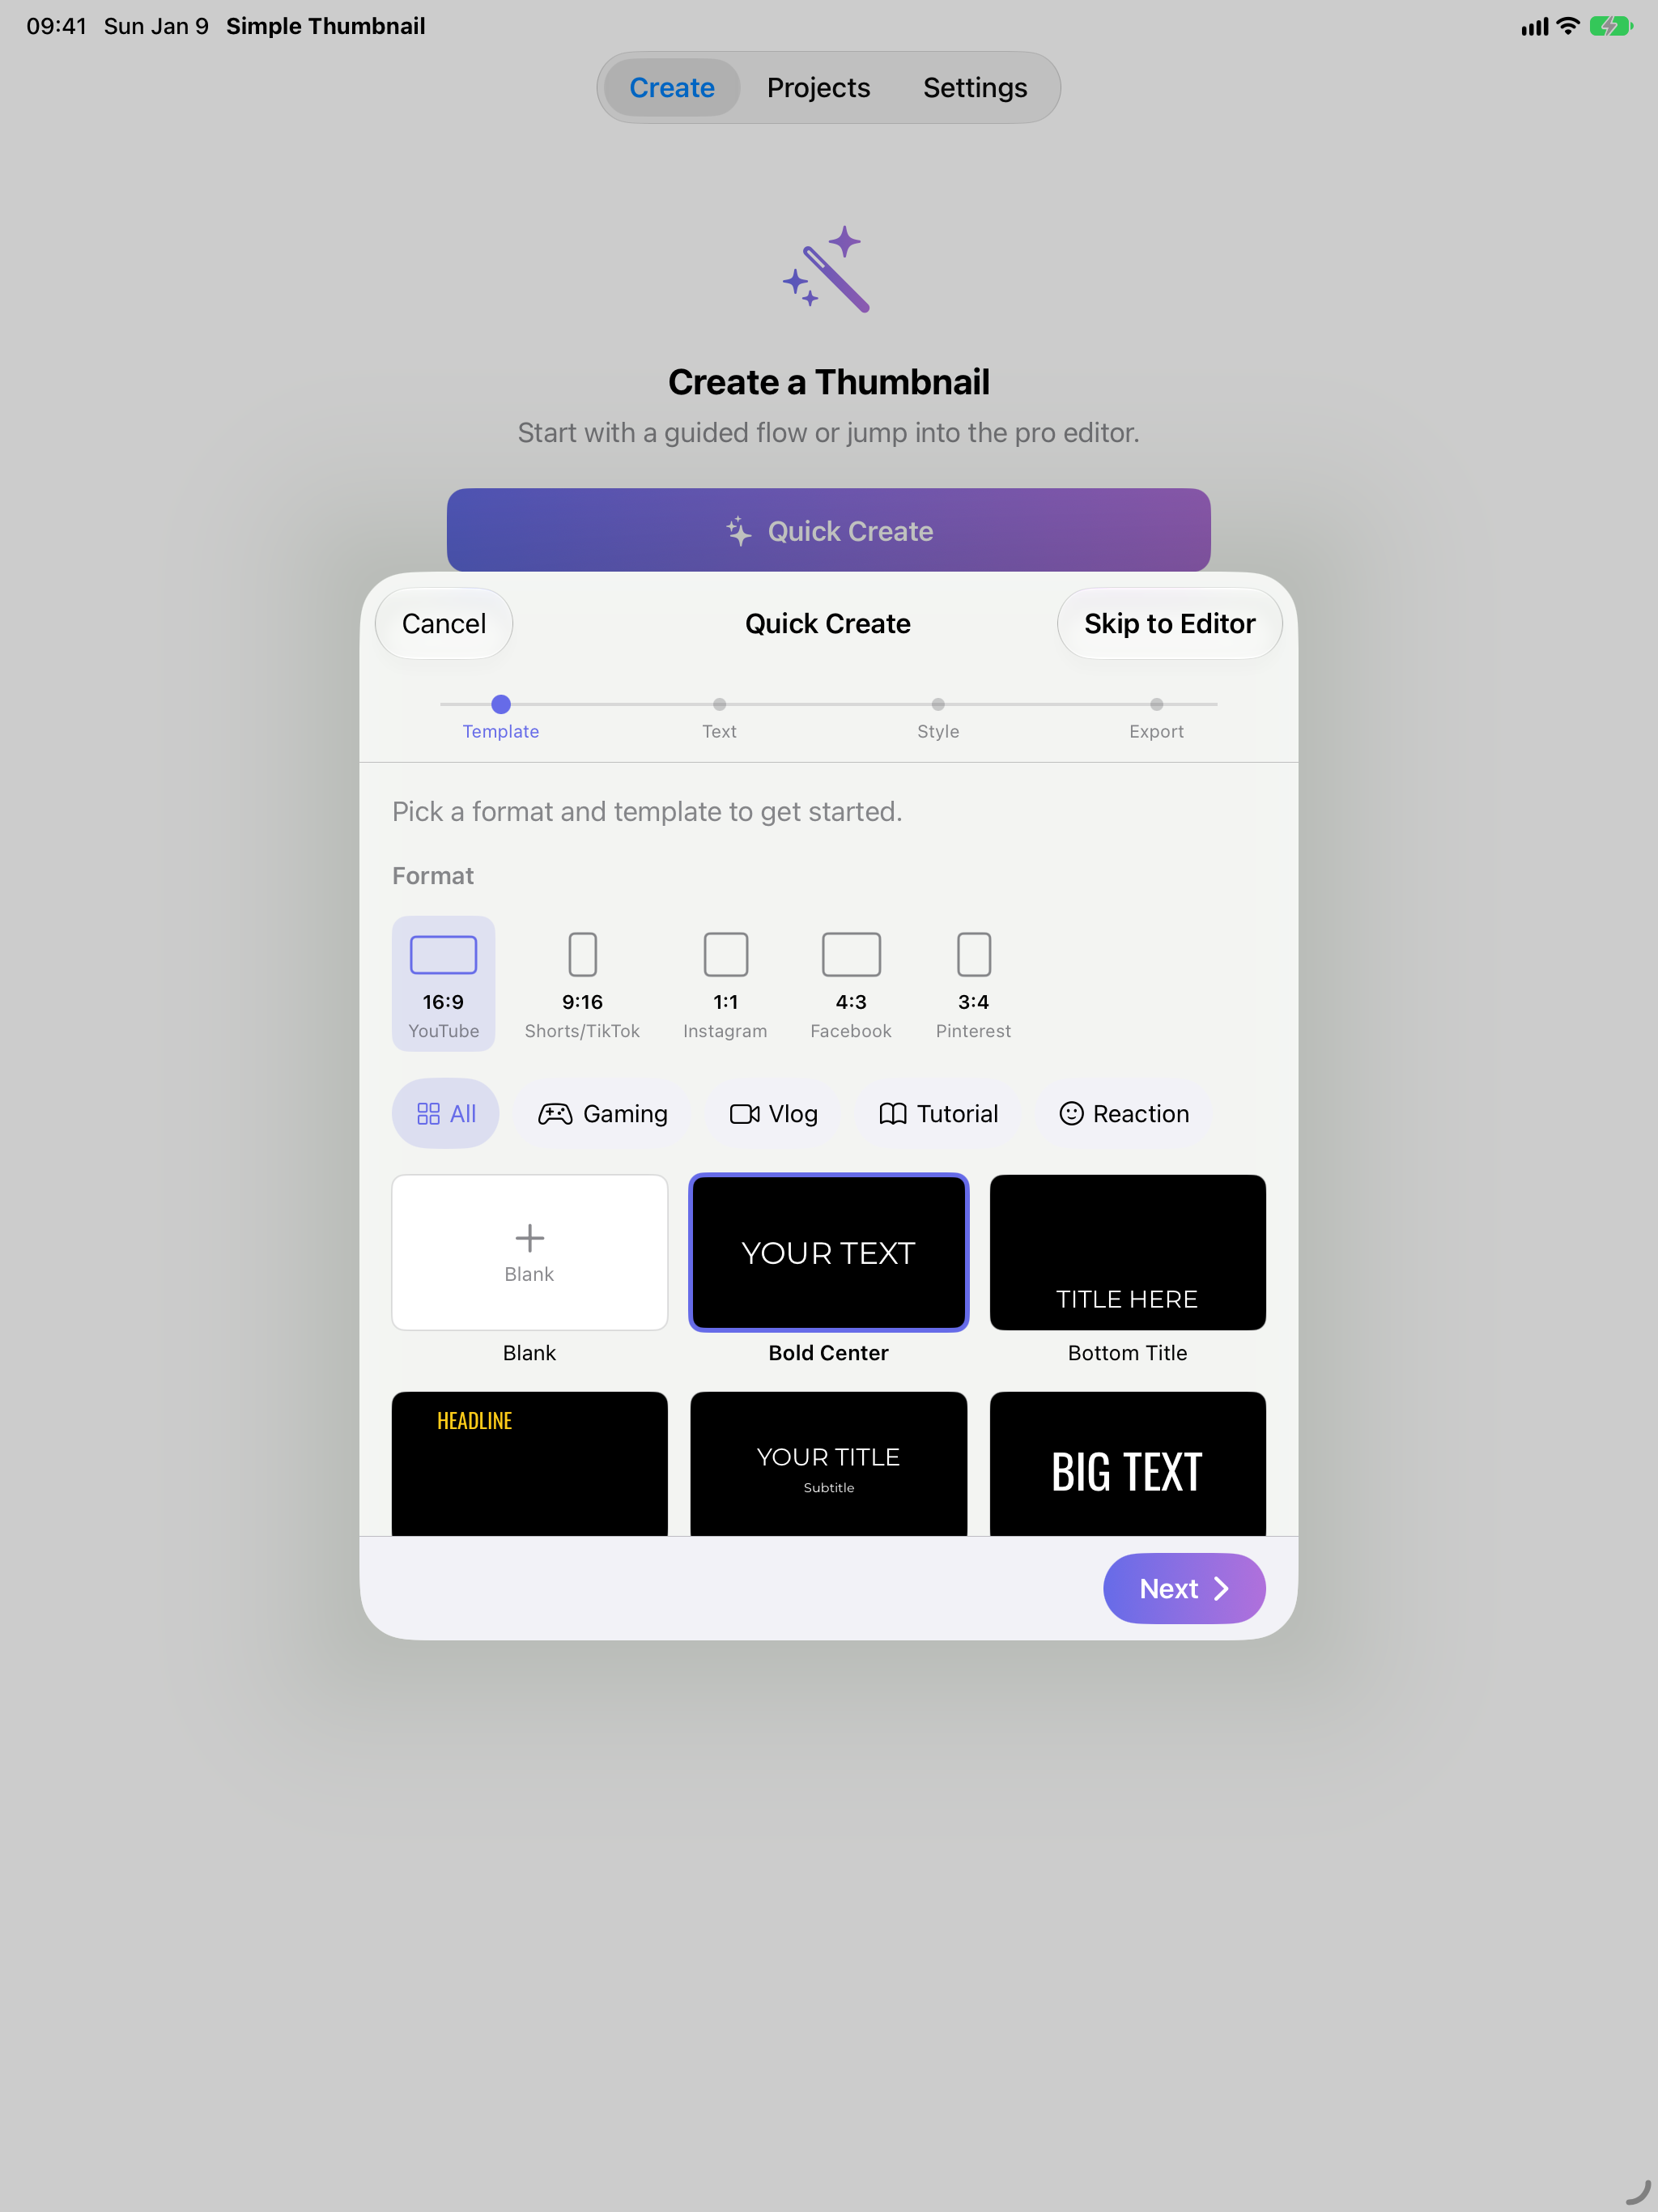 09:41 Sun Jan 9 Simple Thumbnail
Create Projects Settings
Create a Thumbnail
Start with a guided flow or jump into the pro editor.
Quick Create
Cancel Quick Create Skip to Editor
Template Text Style Export
Pick a format and template to get started.
Format
16:9 9:16 1:1 4:3 3:4
YouTube Shorts/TikTok Instagram Facebook Pinterest
All Gaming Vlog Tutorial Reaction
YOUR TEXT
Blank
TITLE HERE
Blank Bold Center Bottom Title
HEADLINE
YOUR TITLE
Subtitle
BIG TEXT
Next